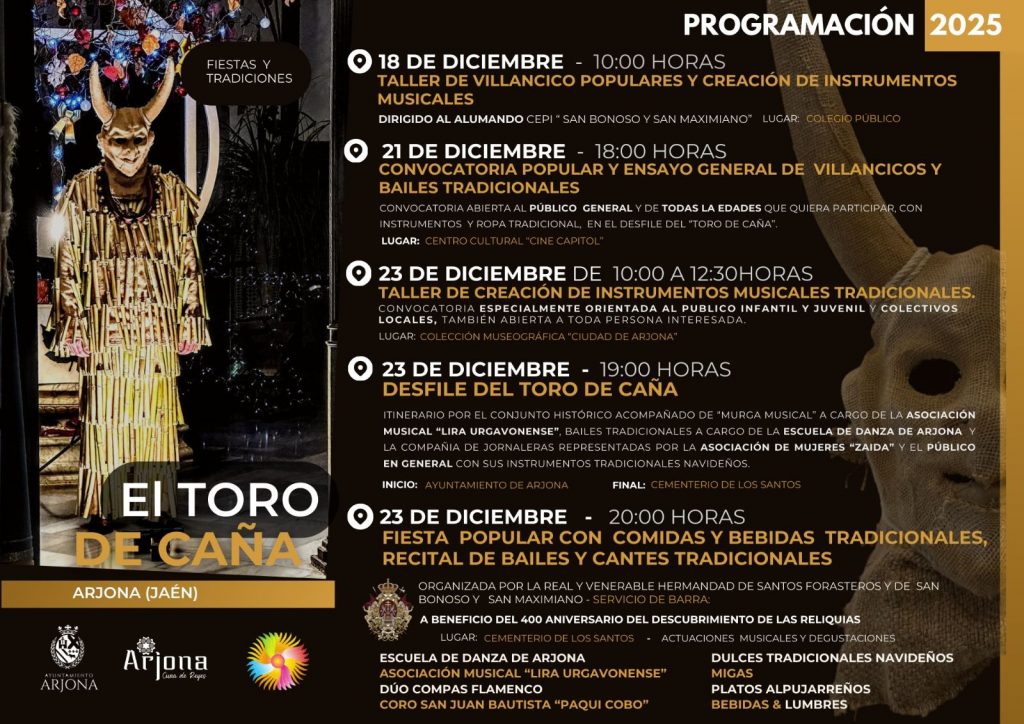 PROGRAMACIÓN 2025
FIESTAS Y
TRADICIONES
18 DE DICIEMBRE - 10:00 HORAS
TALLER DE VILLANCICO POPULARES Y CREACIÓN DE INSTRUMENTOS
MUSICALES
DIRIGIDO AL ALUMANDO CEPI “ SAN BONOSO Y SAN MAXIMIANO” LUGAR: COLEGIO PÚBLICO
21 DE DICIEMBRE - 18:00 HORAS
CONVOCATORIA POPULAR Y ENSAYO GENERAL DE VILLANCICOS Y
BAILES TRADICIONALES
CONVOCATORIA ABIERTA AL PÚBLICO GENERAL Y DE TODAS LA EDADES QUE QUIERA PARTICIPAR, CON
INSTRUMENTOS Y ROPA TRADICIONAL, EN EL DESFILE DEL “TORO DE CAÑA”.
LUGAR: CENTRO CULTURAL “CINE CAPITOL”
23 DE DICIEMBRE DE 10:00 A 12:30HORAS
TALLER DE CREACIÓN DE INSTRUMENTOS MUSICALES TRADICIONALES.
CONVOCATORIA ESPECIALMENTE ORIENTADA AL PUBLICO INFANTIL Y JUVENIL Y COLECTIVOS
LOCALES, TAMBIÉN ABIERTA A TODA PERSONA INTERESADA.
LUGAR: COLECCIÓN MUSEOGRÁFICA “CIUDAD DE ARJONA”
23 DE DICIEMBRE - 19:00 HORAS
DESFILE DEL TORO DE CAÑA
ITINERARIO POR EL CONJUNTO HISTÓRICO ACOMPAÑADO DE “MURGA MUSICAL” A CARGO DE LA ASOCIACIÓN
MUSICAL “LIRA URGAVONENSE”, BAILES TRADICIONALES A CARGO DE LA ESCUELA DE DANZA DE ARJONA Y
LA COMPAÑIA DE JORNALERAS REPRESENTADAS POR LA ASOCIACIÓN DE MUJERES “ZAIDA” Y EL PÚBLICO
EN GENERAL CON SUS INSTRUMENTOS TRADICIONALES NAVIDEÑOS.
INICIO: AYUNTAMIENTO DE ARJONA FINAL: CEMENTERIO DE LOS SANTOS
23 DE DICIEMBRE - 20:00 HORAS
FIESTA POPULAR CON COMIDAS Y BEBIDAS TRADICIONALES,
RECITAL DE BAILES Y CANTES TRADICIONALES
ORGANIZADA POR LA REAL Y VENERABLE HERMANDAD DE SANTOS FORASTEROS Y DE SAN
BONOSO Y SAN MAXIMIANO - SERVICIO DE BARRA:
A BENEFICIO DEL 400 ANIVERSARIO DEL DESCUBRIMIENTO DE LAS RELIQUIAS
LUGAR: CEMENTERIO DE LOS SANTOS - ACTUACIONES MUSICALES Y DEGUSTACIONES
ESCUELA DE DANZA DE ARJONA
ASOCIACIÓN MUSICAL “LIRA URGAVONENSE”
DÚO COMPAS FLAMENCO
CORO SAN JUAN BAUTISTA “PAQUI COBO”
DULCES TRADICIONALES NAVIDEÑOS
MIGAS
PLATOS ALPUJARREÑOS
BEBIDAS & LUMBRES
El TORO
DE CAÑA
ARJONA (JAÉN)
AYUNTAMIENTO
ARJONA
Arjona
Cuna de Reyes